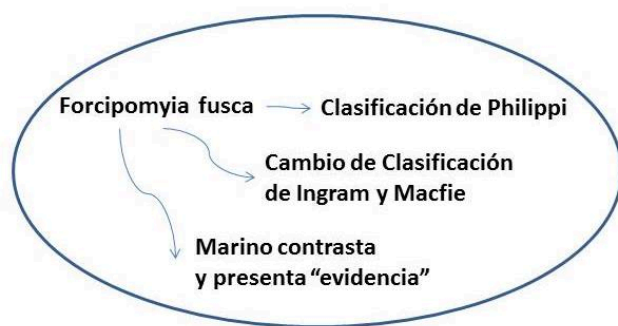 Forcipomyia fusca
Clasificación de Philippi
Cambio de Clasificación
de Ingram y Macfie
Marino contrasta
y presenta “evidencia”